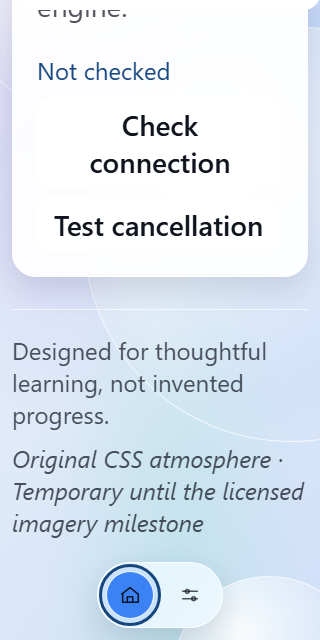 engine.
Not checked
Check
connection
Test cancellation
Designed for thoughtful
learning, not invented
progress.
Original CSS atmosphere ·
Temporary until the licensed
imagery milestone